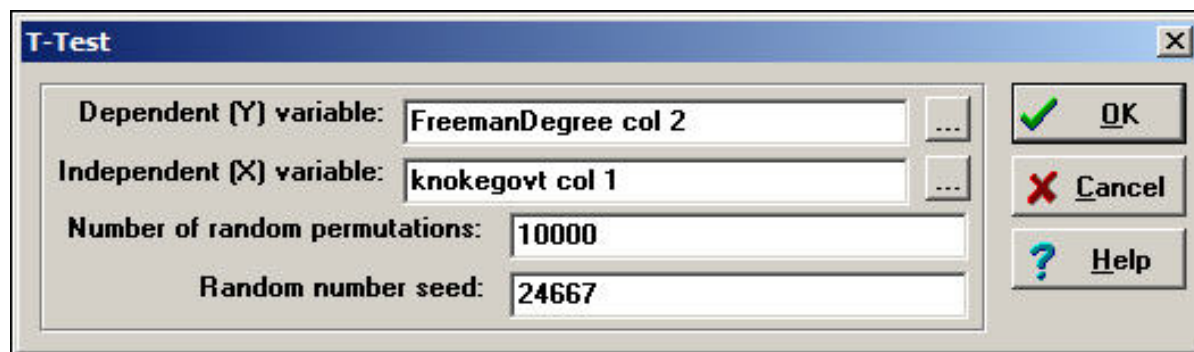 T-Test
Dependent (Y) variable: FreemanDegree col 2 ...
Independent (X) variable: knokegovt col 1 ...
Number of random permutations: 10000
Random number seed: 24667
OK
Cancel
Help